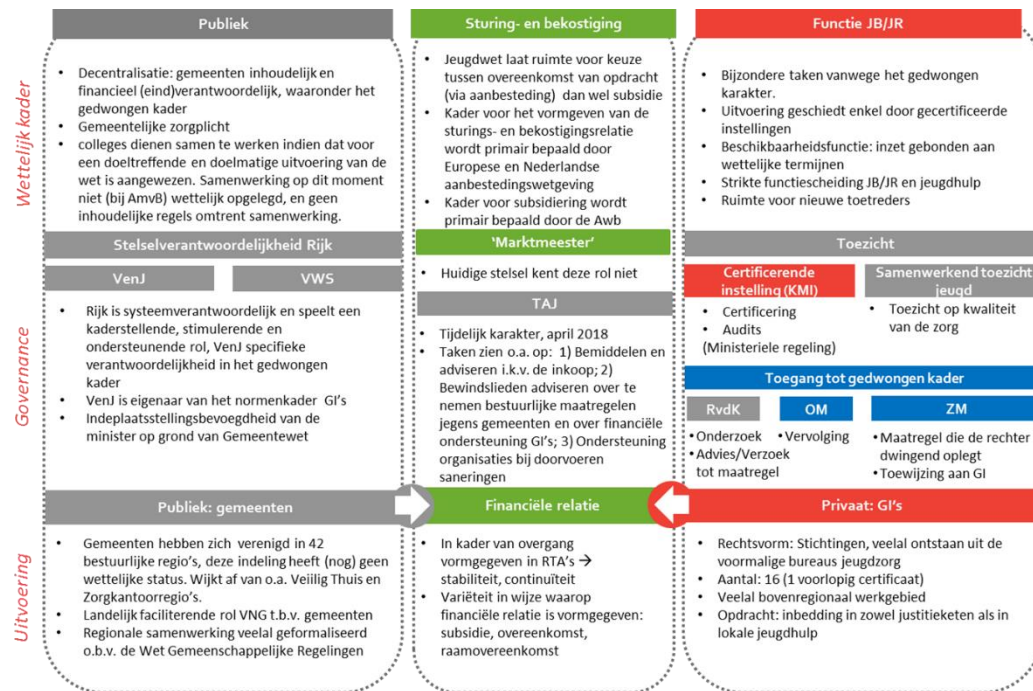 Publiek
Sturing- en bekostiging
Functie JB/JR
Wettelijk kader
• Decentralisatie: gemeenten inhoudelijk en
financieel (eind)verantwoordelijk, waaronder het
gedwongen kader
• Gemeentelijke zorgplicht
• colleges dienen samen te werken indien dat voor
een doeltreffende en doelmatige uitvoering van de
wet is aangewezen. Samenwerking op dit moment
niet (bij AmvB) wettelijk opgelegd, en geen
inhoudelijke regels omtrent samenwerking.
• Jeugdwet laat ruimte voor keuze
tussen overeenkomst van opdracht
(via aanbesteding) dan wel subsidie
• Kader voor het vormgeven van de
sturings- en bekostigingsrelatie
wordt primair bepaald door
Europese en Nederlandse
aanbestedingswetgeving
• Kader voor subsidiering wordt
primair bepaald door de Awb
• Bijzondere taken vanwege het gedwongen
karakter.
• Uitvoering geschiedt enkel door gecertificeerde
instellingen
• Beschikbaarheidsfunctie: inzet gebonden aan
wettelijke termijnen
• Strikte functiescheiding JB/JR en jeugdhulp
• Ruimte voor nieuwe toetreders
Governance
Stelselverantwoordelijkheid Rijk
VenJ
VWS
• Rijk is systeemverantwoordelijk en speelt een
kaderstellende, stimulerende en
ondersteunende rol, VenJ specifieke
verantwoordelijkheid in het gedwongen
kader
• VenJ is eigenaar van het normenkader GI's
• Indeplaatsstellingsbevoegdheid van de
minister op grond van Gemeentewet
'Marktmeester'
• Huidige stelsel kent deze rol niet
TAJ
• Tijdelijk karakter, april 2018
• Taken zien o.a. op: 1) Bemiddelen en
adviseren i.k.v. de inkoop; 2)
Bewindslieden adviseren over te
nemen bestuurlijke maatregelen
jegens gemeenten en over financiële
ondersteuning GI's; 3) Ondersteuning
organisaties bij doorvoeren
saneringen
Toezicht
Certificerende
instelling (KMI)
• Certificering
• Audits
(Ministeriele regeling)
Samenwerkend toezicht
jeugd
• Toezicht op kwaliteit
van de zorg
Toegang tot gedwongen kader
RvdK
• Onderzoek
• Advies/Verzoek
tot maatregel
OM
• Vervolging
ZM
• Maatregel die de rechter
dwingend oplegt
• Toewijzing aan GI
Uitvoering
Publiek: gemeenten
• Gemeenten hebben zich verenigd in 42
bestuurlijke regio's, deze indeling heeft (nog) geen
wettelijke status. Wijkt af van o.a. Veiilig Thuis en
Zorgkantoorregio's.
• Landelijk faciliterende rol VNG t.b.v. gemeenten
• Regionale samenwerking veelal geformaliseerd
o.b.v. de Wet Gemeenschappelijke Regelingen
Financiële relatie
• In kader van overgang
vormgegeven in RTA's →
stabiliteit, continuïteit
• Variëteit in wijze waarop
financiële relatie is vormgegeven:
subsidie, overeenkomst,
raamovereenkomst
Privaat: GI's
• Rechtsvorm: Stichtingen, veelal ontstaan uit de
voormalige bureaus jeugdzorg
• Aantal: 16 (1 voorlopig certificaat)
• Veelal bovenregionaal werkgebied
• Opdracht: inbedding in zowel justitieketen als in
lokale jeugdhulp